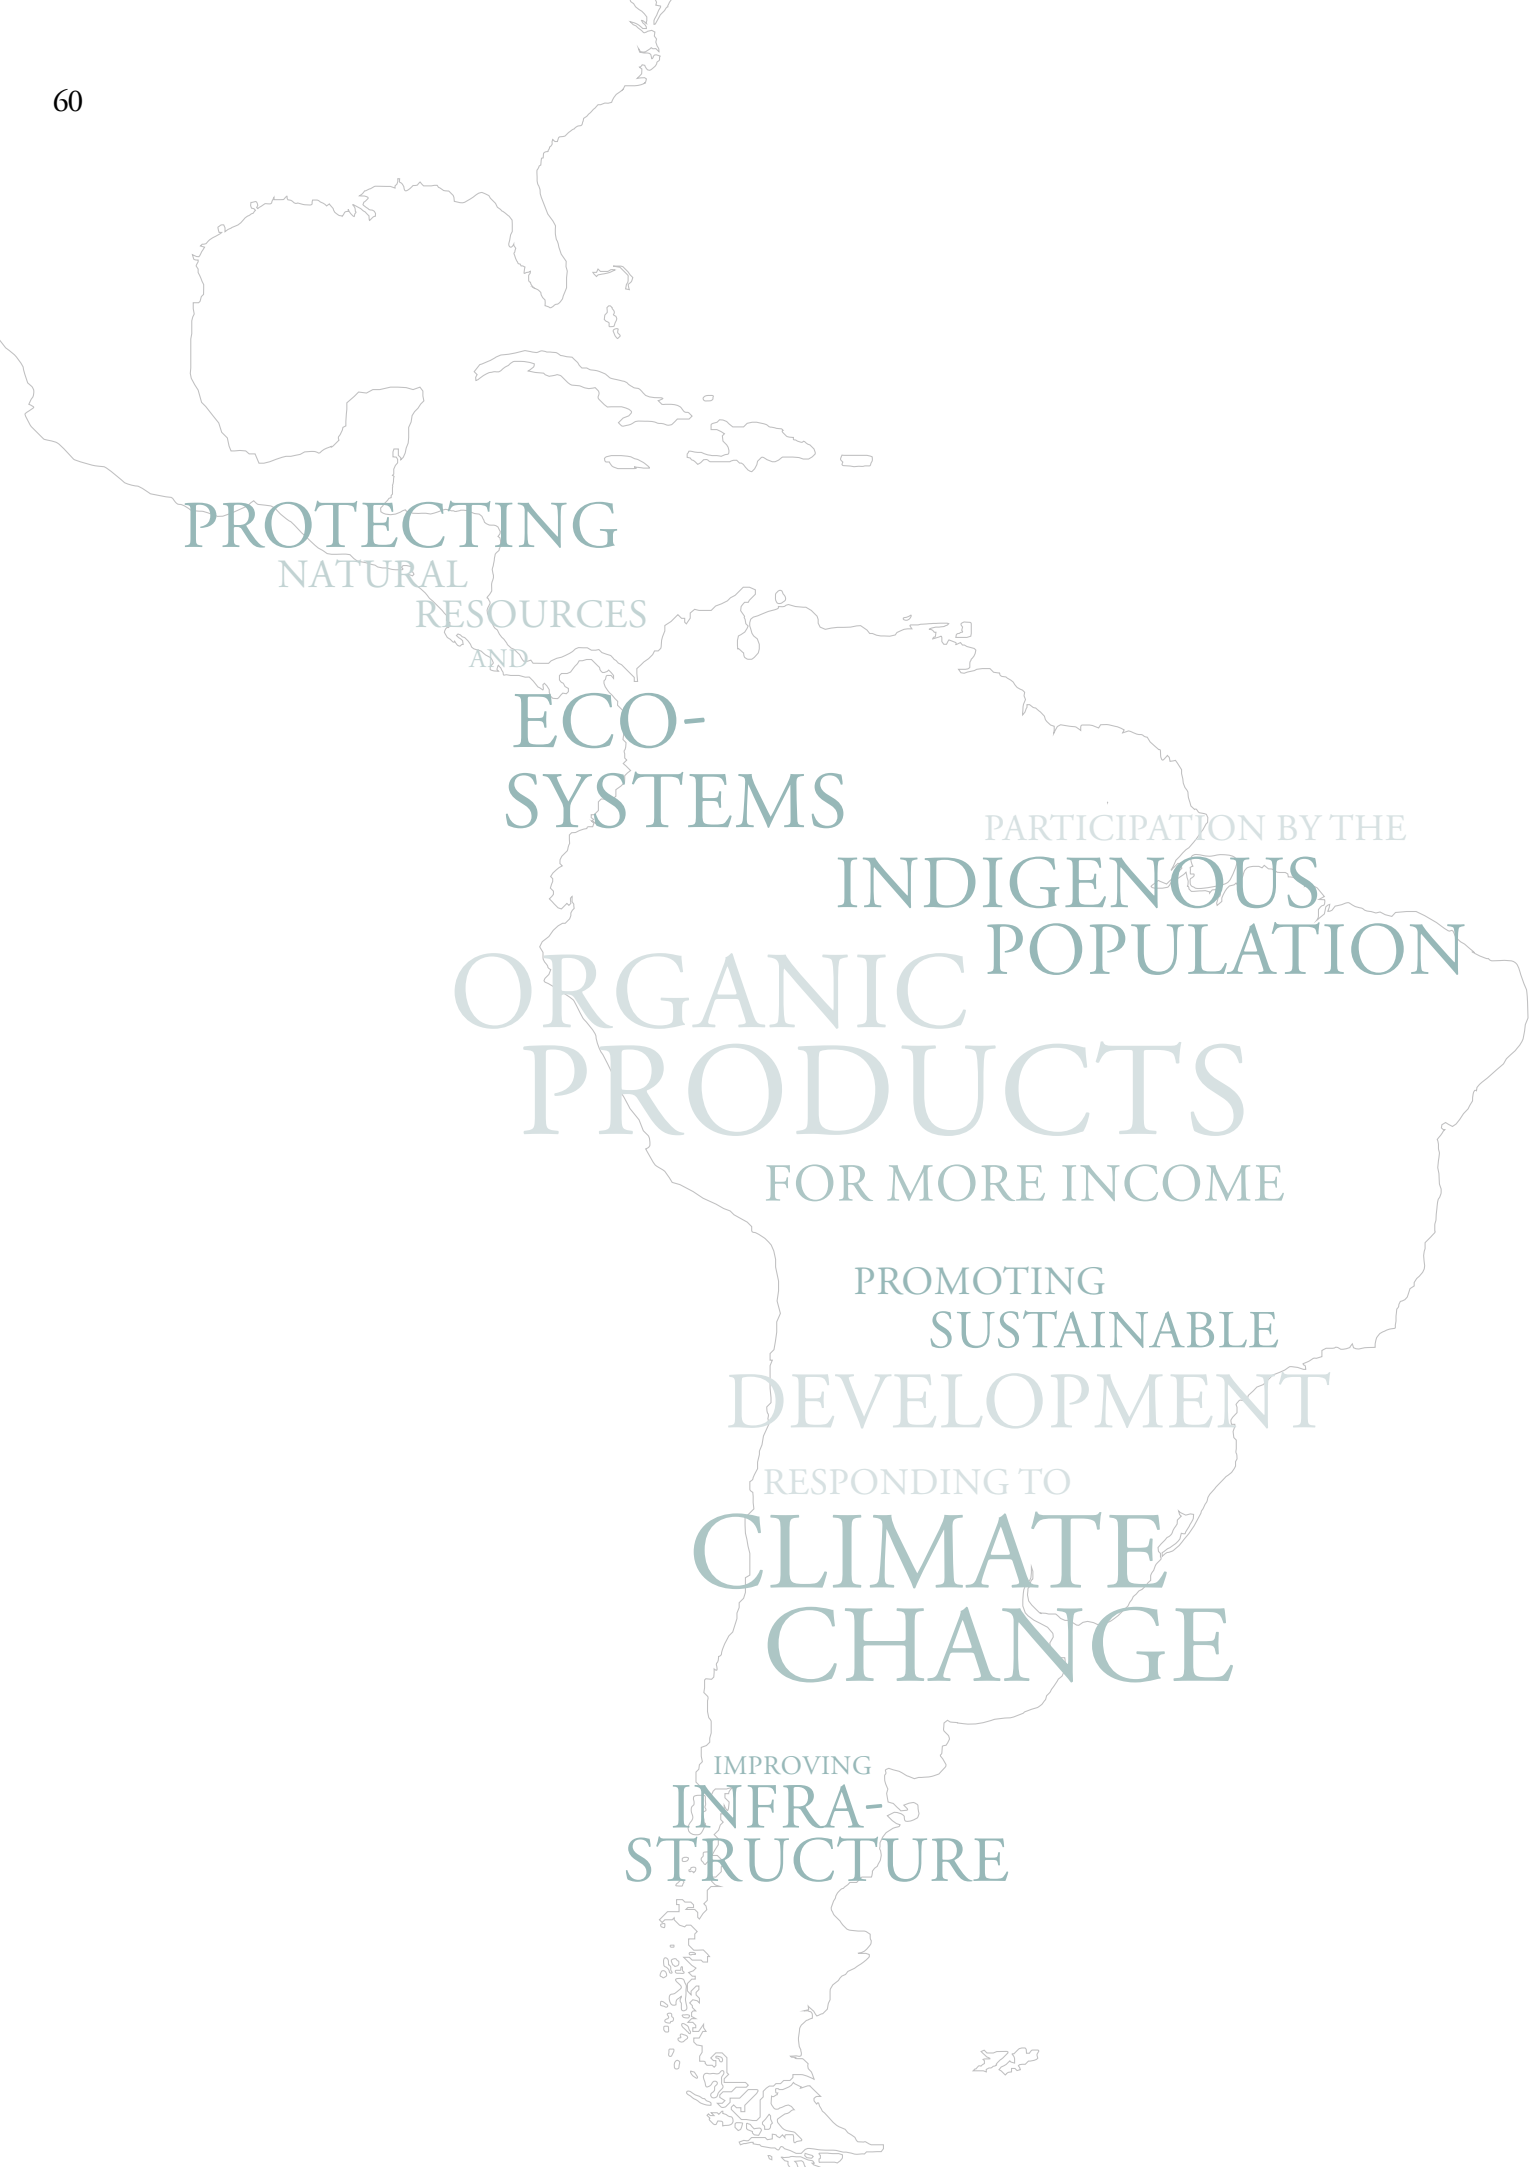 60
PROTECTING
NATURAL
RESOURCES
AND
ECO-
SYSTEMS
PARTICIPATION BY THE
INDIGENOUS
POPULATION
ORGANIC
PRODUCTS
FOR MORE INCOME
PROMOTING
SUSTAINABLE
DEVELOPMENT
RESPONDING TO
CLIMATE
CHANGE
IMPROVING
INFRA-
STRUCTURE